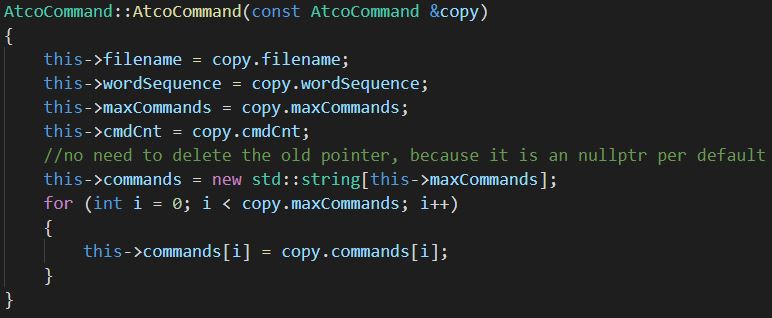 AtcoCommand::AtcoCommand(const AtcoCommand &copy)
{
    this->filename = copy.filename;
    this->wordSequence = copy.wordSequence;
    this->maxCommands = copy.maxCommands;
    this->cmdCnt = copy.cmdCnt;
    //no need to delete the old pointer, because it is an nullptr per default
    this->commands = new std::string[this->maxCommands];
    for (int i = 0; i < copy.maxCommands; i++)
    {
        this->commands[i] = copy.commands[i];
    }
}